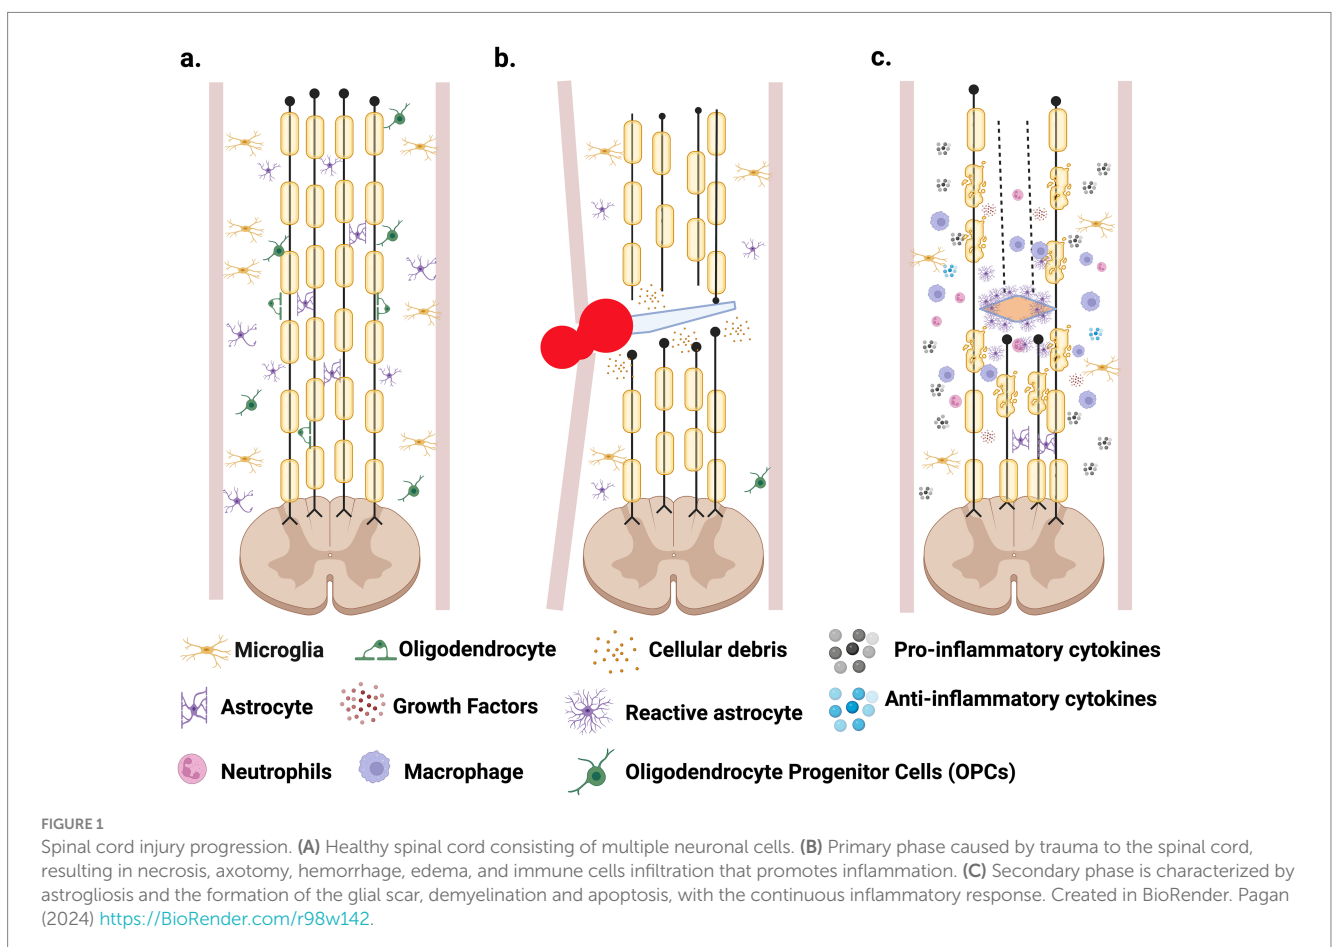 a.
b.
c.
Microglia
Oligodendrocyte
Cellular debris
Pro-inflammatory cytokines
Astrocyte
Growth Factors
Reactive astrocyte
Anti-inflammatory cytokines
Neutrophils
Macrophage
Oligodendrocyte Progenitor Cells (OPCs)
FIGURE 1
Spinal cord injury progression. (A) Healthy spinal cord consisting of multiple neuronal cells. (B) Primary phase caused by trauma to the spinal cord,
resulting in necrosis, axotomy, hemorrhage, edema, and immune cells infiltration that promotes inflammation. (C) Secondary phase is characterized by
astrogliosis and the formation of the glial scar, demyelination and apoptosis, with the continuous inflammatory response. Created in BioRender. Pagan
(2024) https://BioRender.com/r98w142.